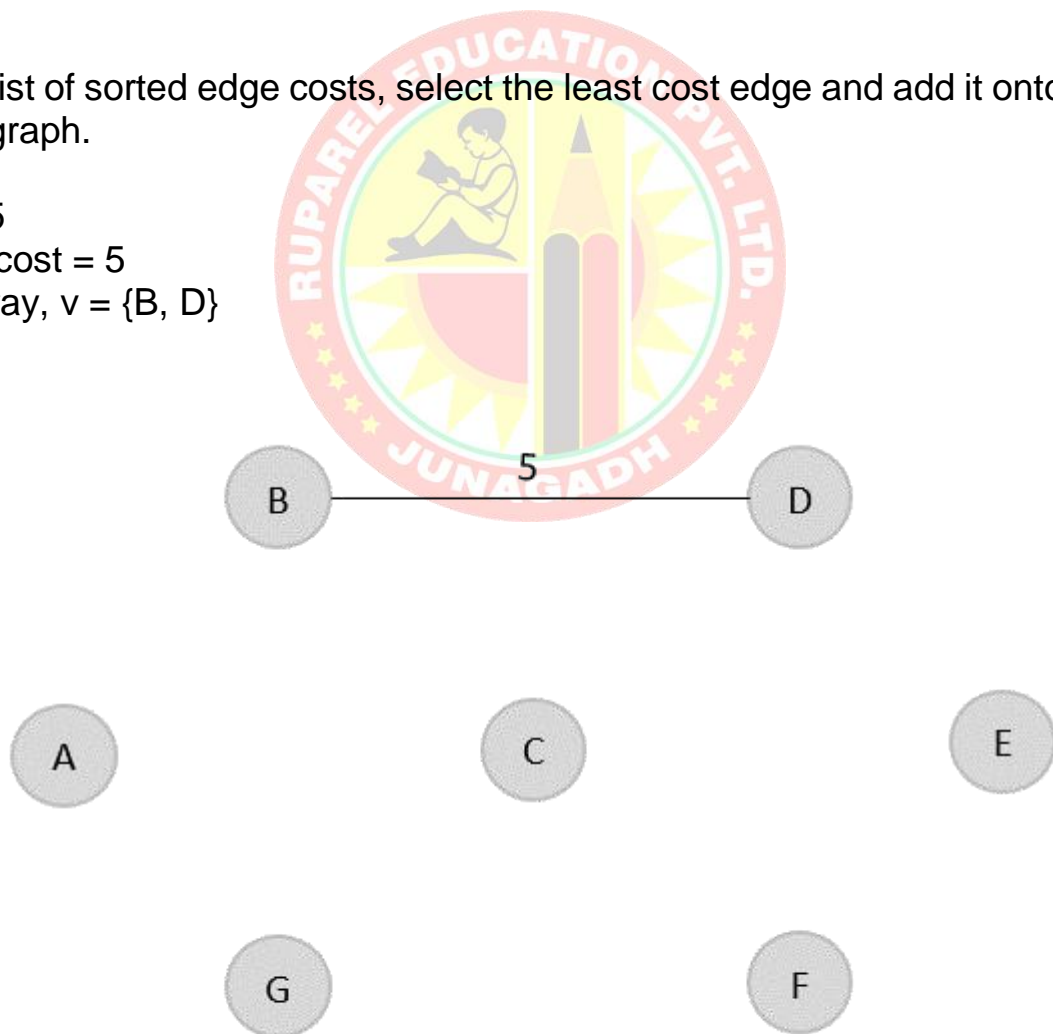 ist of sorted edge costs, select the least cost edge and add it onto
graph.
5
cost = 5
ay, v = {B, D}
RUPAREL EDUCATION PVT. LTD.
JUNAGADH
5
B
D
A
C
E
G
F